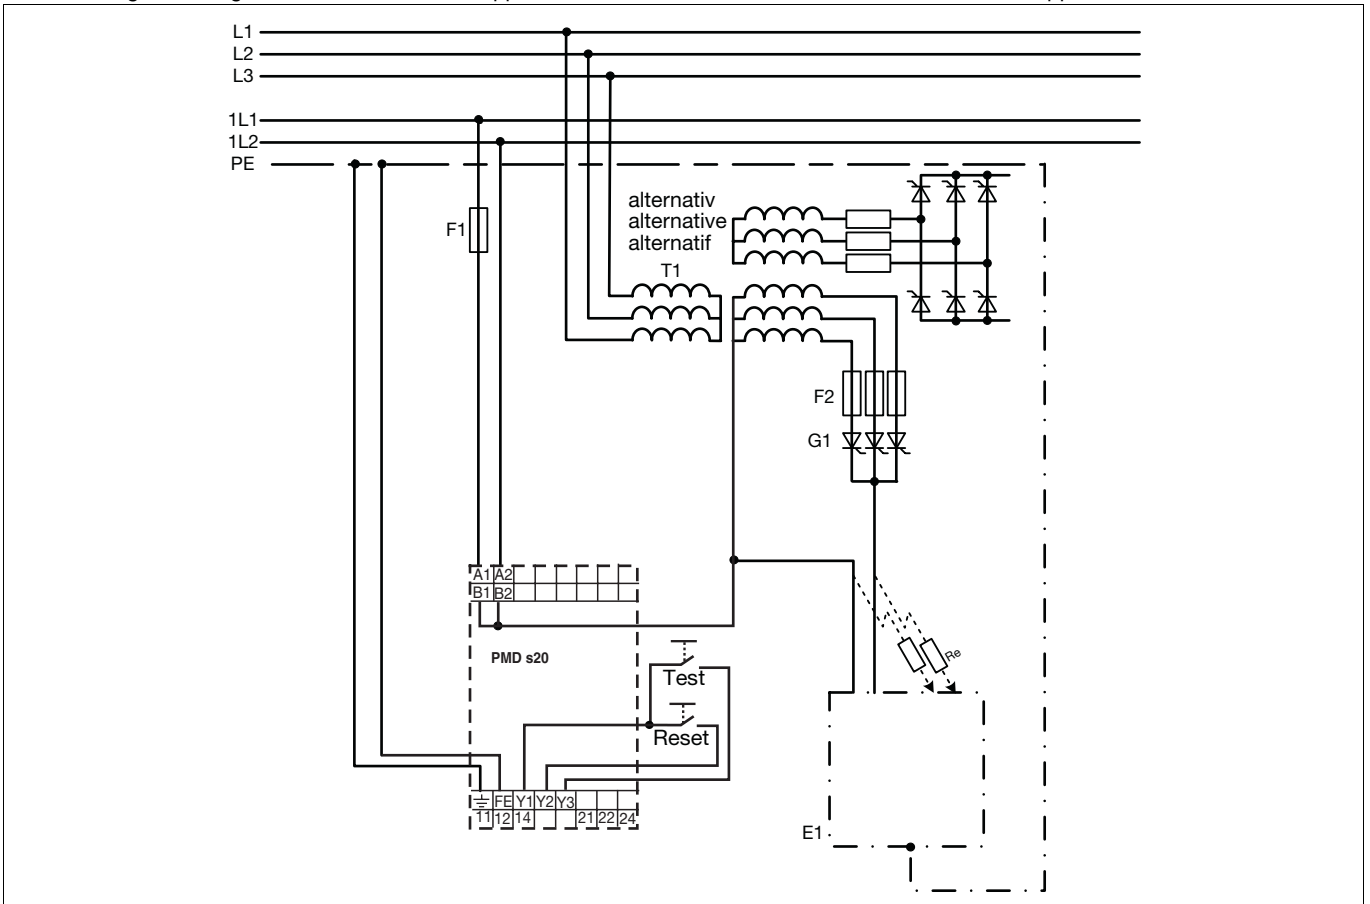 L1
L2
L3
1L1
1L2
PE
alternativ
alternative
alternatif
F1
T1
F2
G1
A1 A2
B1 B2
PMD s20
Re
Test
Reset
FE Y1 Y2 Y3
11 12 14 21 22 24
E1